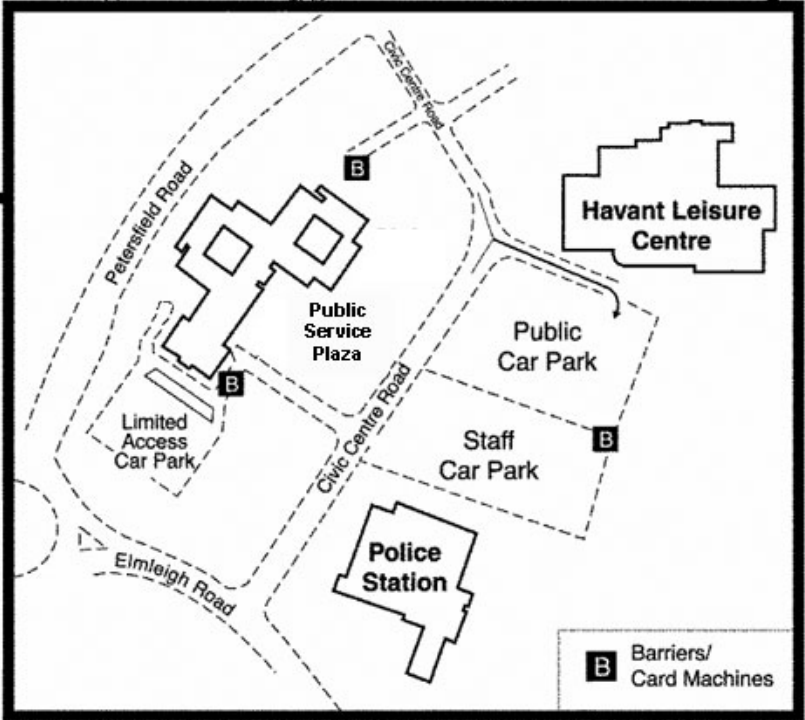 Civic Centre Road
B
Petersfield Road
Havant Leisure
Centre
Public
Service
Plaza
Public
Car Park
B
Limited
Access
Car Park
Civic Centre Road
Staff
Car Park
B
Police
Station
Elmleigh Road
B
Barriers/
Card Machines